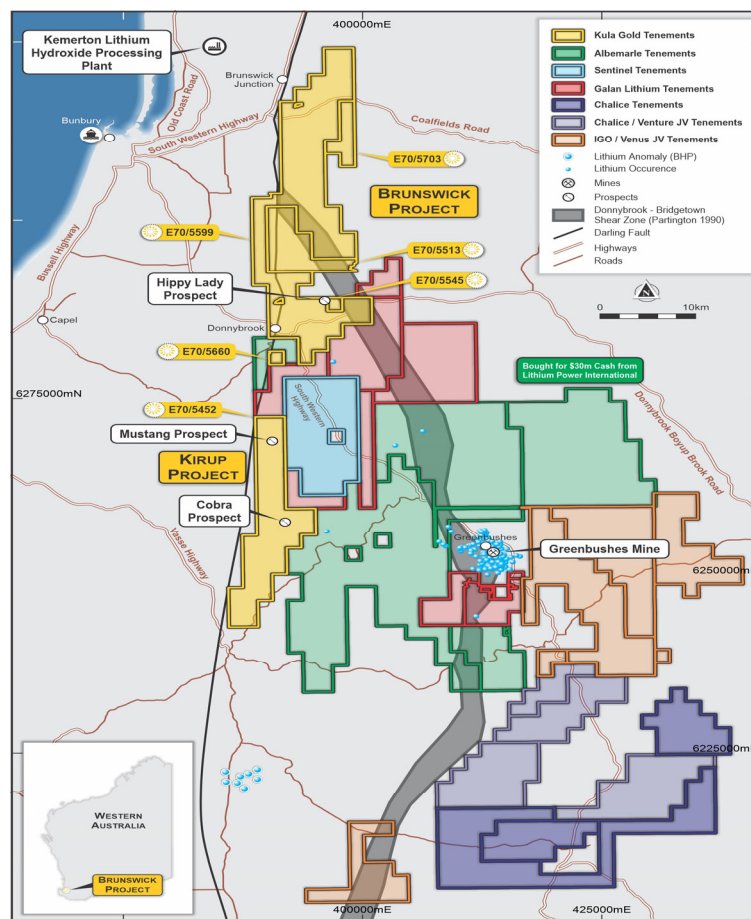 400000mE
Kemerton Lithium
Hydroxide Processing
Plant
Brunswick
Junction
Old Coast Road
Bunbury
South Western Highway
Coalfields Road
E70/5703
BRUNSWICK
PROJECT
Kula Gold Tenements
Albemarle Tenements
Sentinel Tenements
Galan Lithium Tenements
Chalice Tenements
Chalice / Venture JV Tenements
IGO / Venus JV Tenements
Lithium Anomaly (BHP)
Lithium Occurence
Mines
Prospects
Donnybrook - Bridgetown
Shear Zone (Partington 1990)
Darling Fault
Highways
Roads
0
10km
Bussell Highway
E70/5599
E70/5513
E70/5545
Hippy Lady
Prospect
Capel
Donnybrook
E70/5660
Bought for $30m Cash from
Lithium Power International
6275000mN
E70/5452
South Western
Highway
Donnybrook Boyup Brook Road
Mustang Prospect
KIRUP
PROJECT
Cobra
Prospect
Vasse Highway
Greenbushes
Greenbushes Mine
6250000mN
6225000mN
WESTERN
AUSTRALIA
BRUNSWICK
PROJECT
400000mE
425000mE